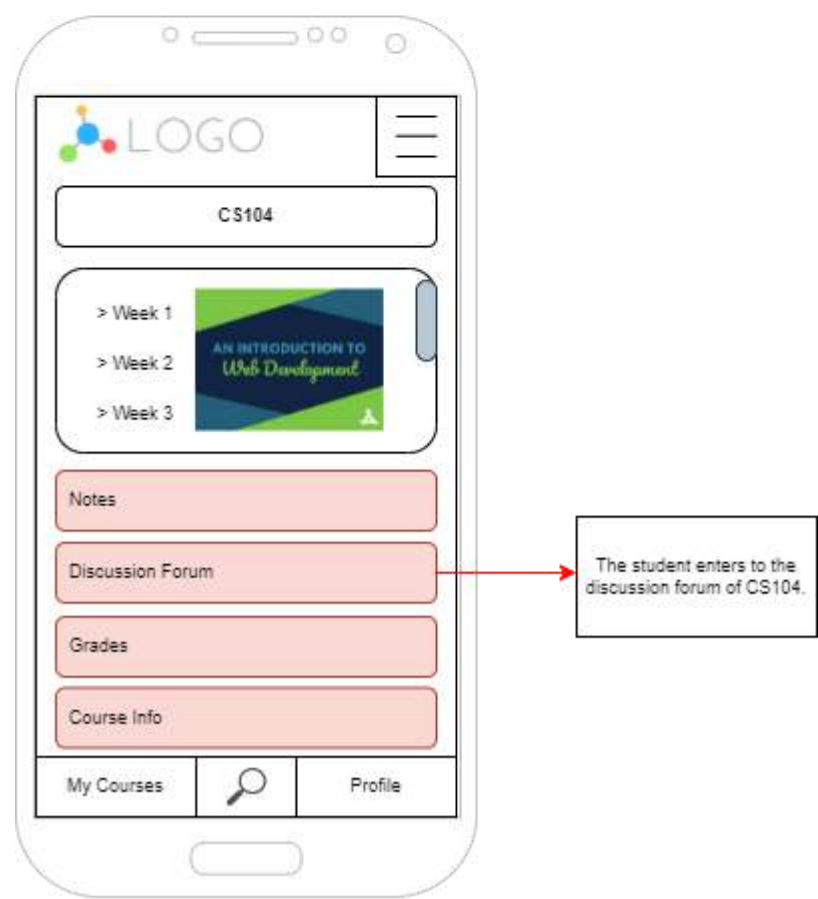 LOGO
CS104
> Week 1
> Week 2
> Week 3
AN INTRODUCTION TO
Web Development
Notes
Discussion Forum
The student enters to the
discussion forum of CS104.
Grades
Course Info
My Courses
Profile